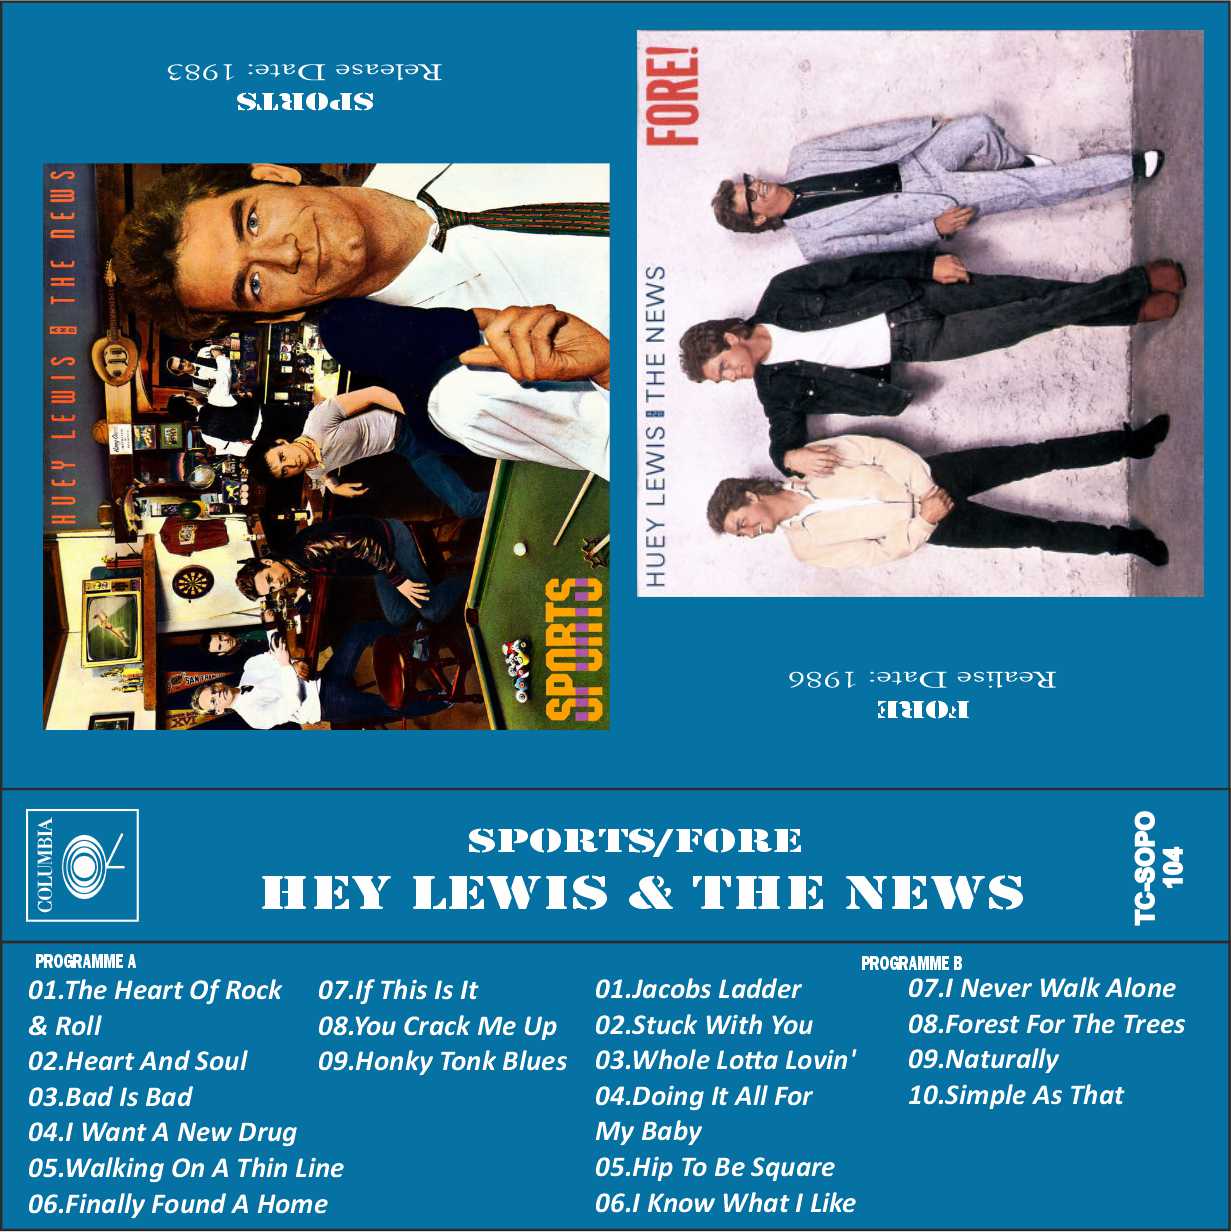 Release Date: 1983
SPORTS
HUEY LEWIS AND THE NEWS
SPORTS
FORE!
HUEY LEWIS AND THE NEWS
Realise Date: 1986
FORE
COLUMBIA
SPORTS/FORE
HEY LEWIS & THE NEWS
TC-SOPO
104
PROGRAMME A
01.The Heart Of Rock
& Roll
02.Heart And Soul
03.Bad Is Bad
04.I Want A New Drug
05.Walking On A Thin Line
06.Finally Found A Home
07.If This Is It
08.You Crack Me Up
09.Honky Tonk Blues
PROGRAMME B
01.Jacobs Ladder
02.Stuck With You
03.Whole Lotta Lovin'
04.Doing It All For
My Baby
05.Hip To Be Square
06.I Know What I Like
07.I Never Walk Alone
08.Forest For The Trees
09.Naturally
10.Simple As That